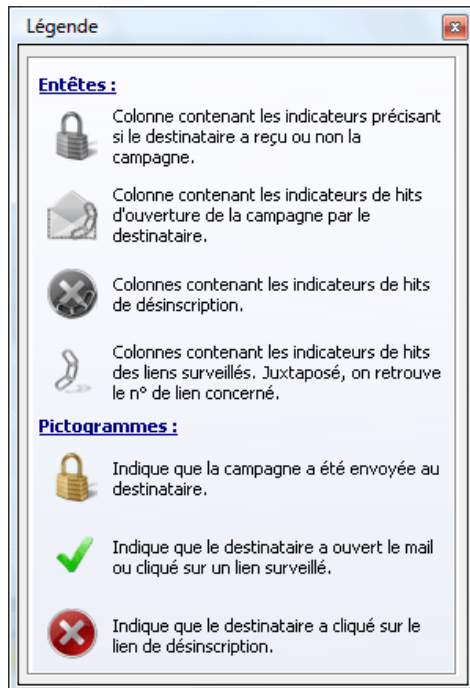 Légende
Entêtes :
Colonne contenant les indicateurs précisant
si le destinataire a reçu ou non la
campagne.
Colonne contenant les indicateurs de hits
d'ouverture de la campagne par le
destinataire.
Colonnes contenant les indicateurs de hits
de désinscription.
Colonnes contenant les indicateurs de hits
des liens surveillés. Juxtaposé, on retrouve
le n° de lien concerné.
Pictogrammes :
Indique que la campagne a été envoyée au
destinataire.
Indique que le destinataire a ouvert le mail
ou cliqué sur un lien surveillé.
Indique que le destinataire a cliqué sur le
lien de désinscription.